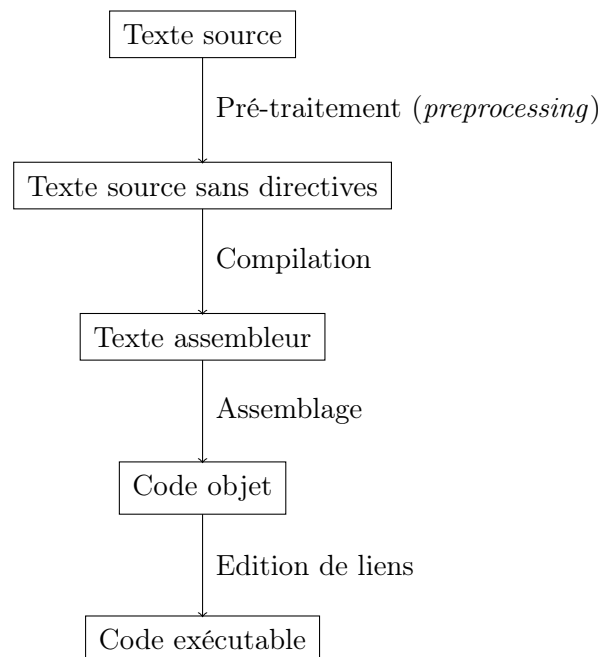 Texte source
Pré-traitement (preprocessing)
Texte source sans directives
Compilation
Texte assembleur
Assemblage
Code objet
Edition de liens
Code exécutable